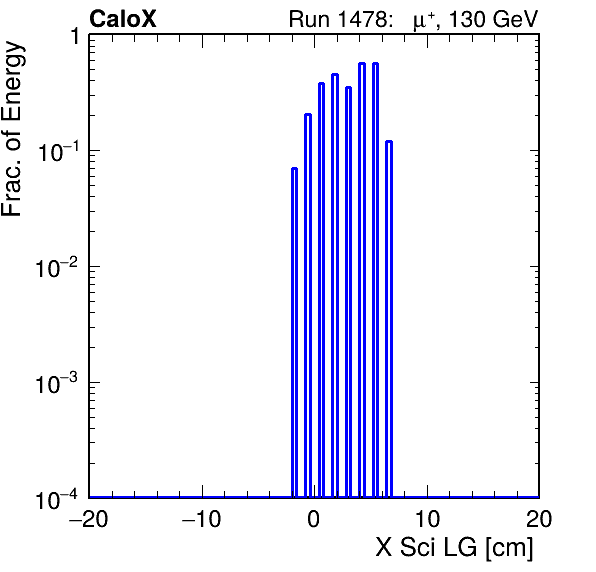 CaloX Run 1478: μ⁺, 130 GeV
Frac. of Energy
1
10⁻¹
10⁻²
10⁻³
10⁻⁴
−20 −10 0 10 20
X Sci LG [cm]